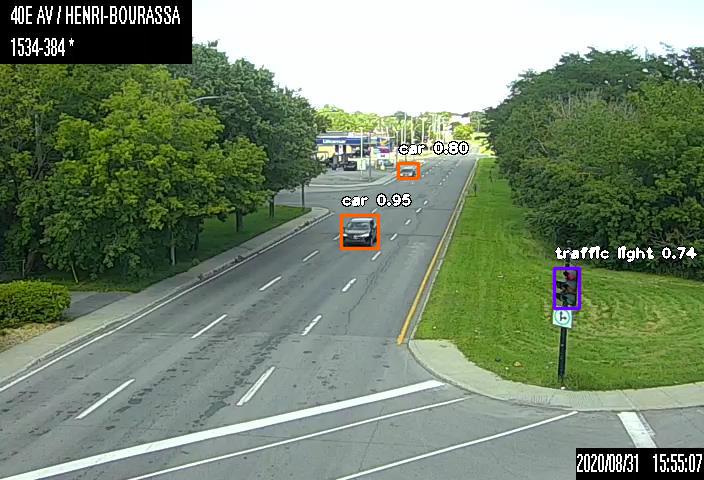 40E AV / HENRI-BOURASSA
1534-384 *
car 0.80
car 0.95
traffic light 0.74
2020/08/31 15:55:07